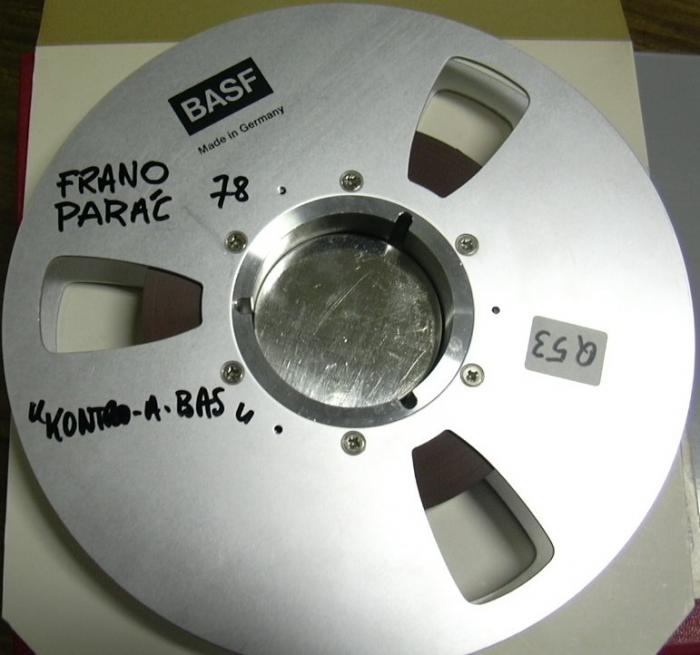 BASF
Made in Germany
FRANO 78
PARAĆ
"KONTRO-A-BAS"
Q53